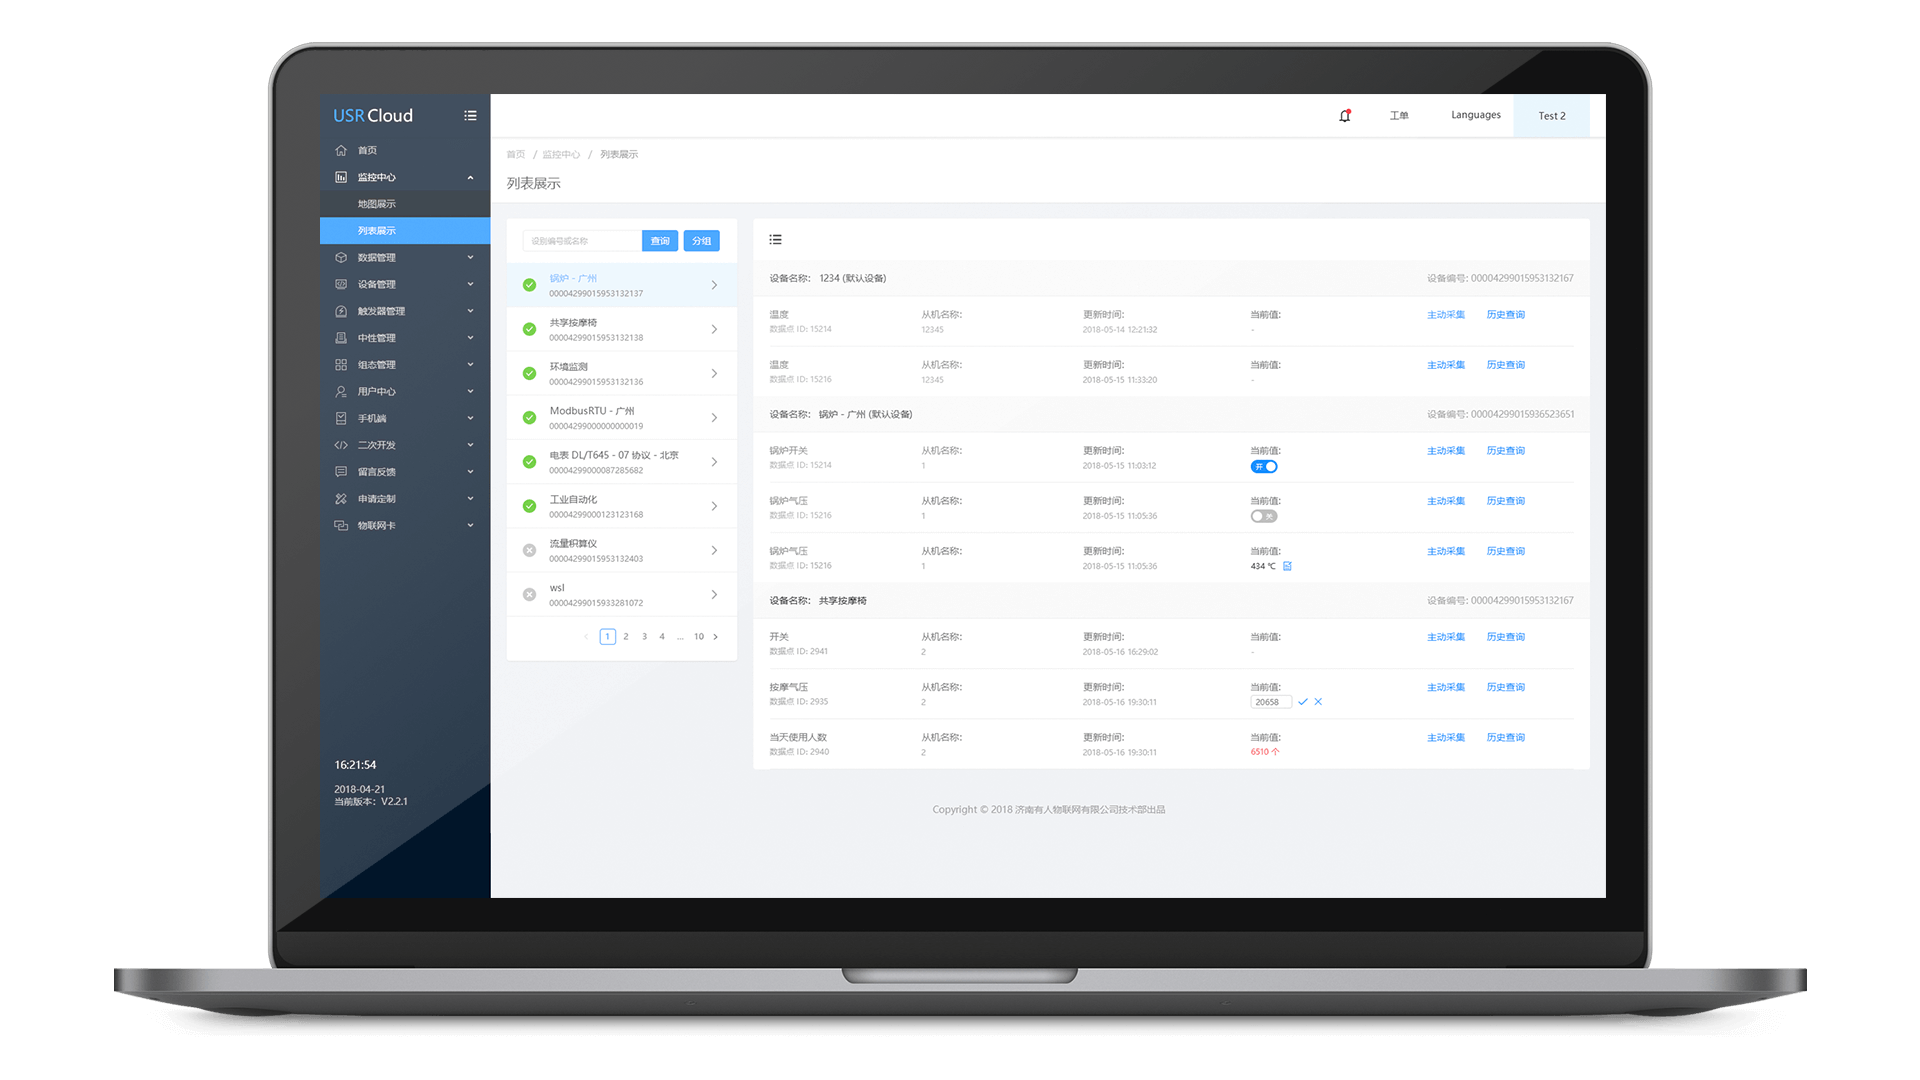 USR Cloud
首页
监控中心
地图展示
列表展示
数据管理
设备管理
触发器管理
中性管理
组态管理
用户中心
手机端
二次开发
留言反馈
申请定制
物联网卡
16:21:54
2018-04-21
当前版本: V2.2.1
工单 Languages Test 2
首页 / 监控中心 / 列表展示
列表展示
设别编号或名称 查询 分组
锅炉 - 广州
00004299015953132137
共享按摩椅
00004299015953132138
环境监测
00004299015953132136
ModbusRTU - 广州
00004299000000000019
电表 DL/T645 - 07 协议 - 北京
00004299000087285682
工业自动化
00004299000123123168
流量积算仪
00004299015953132403
wsl
00004299015933281072
1 2 3 4 ... 10
设备名称: 1234 (默认设备) 设备编号: 00004299015953132167
温度 从机名称: 更新时间: 当前值: 主动采集 历史查询
数据点 ID: 15214 12345 2018-05-14 12:21:32 -
温度 从机名称: 更新时间: 当前值: 主动采集 历史查询
数据点 ID: 15216 12345 2018-05-15 11:33:20 -
设备名称: 锅炉 - 广州 (默认设备) 设备编号: 00004299015936523651
锅炉开关 从机名称: 更新时间: 当前值: 主动采集 历史查询
数据点 ID: 15214 1 2018-05-15 11:03:12 开
锅炉气压 从机名称: 更新时间: 当前值: 主动采集 历史查询
数据点 ID: 15216 1 2018-05-15 11:05:36 关
锅炉气压 从机名称: 更新时间: 当前值: 主动采集 历史查询
数据点 ID: 15216 1 2018-05-15 11:05:36 434 ℃
设备名称: 共享按摩椅 设备编号: 00004299015953132167
开关 从机名称: 更新时间: 当前值: 主动采集 历史查询
数据点 ID: 2941 2 2018-05-16 16:29:02 -
按摩气压 从机名称: 更新时间: 当前值: 主动采集 历史查询
数据点 ID: 2935 2 2018-05-16 19:30:11 20658
当天使用人数 从机名称: 更新时间: 当前值: 主动采集 历史查询
数据点 ID: 2940 2 2018-05-16 19:30:11 6510 个
Copyright © 2018 济南有人物联网有限公司技术部出品